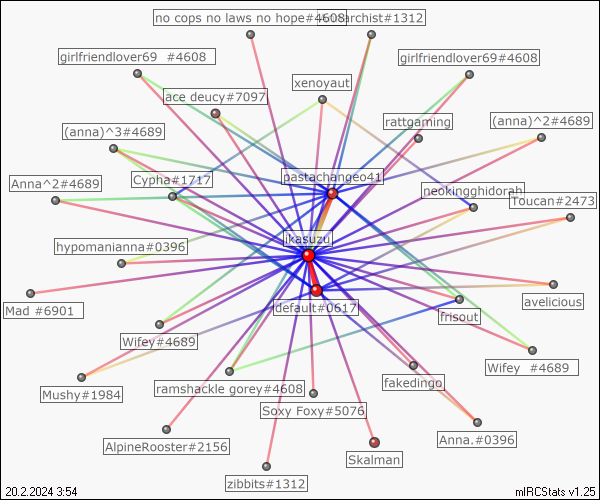 no cops no laws no hope#4608
#1312
girlfriendlover69  #4608
girlfriendlover69#4608
xenoyaut
ace deucy#7097
rattgaming
(anna)^2#4689
(anna)^3#4689
pastachangeo41
Cypha#1717
Anna^2#4689
neokingghidorah
Toucan#2473
ikasuzu
hypomanianna#0396
avelicious
default#0617
Mad #6901
frisout
Wifey#4689
Wifey  #4689
fakedingo
Mushy#1984
ramshackle gorey#4608
Soxy Foxy#5076
Anna.#0396
AlpineRooster#2156
Skalman
zibbits#1312
20.2.2024 3:54
mIRCStats v1.25